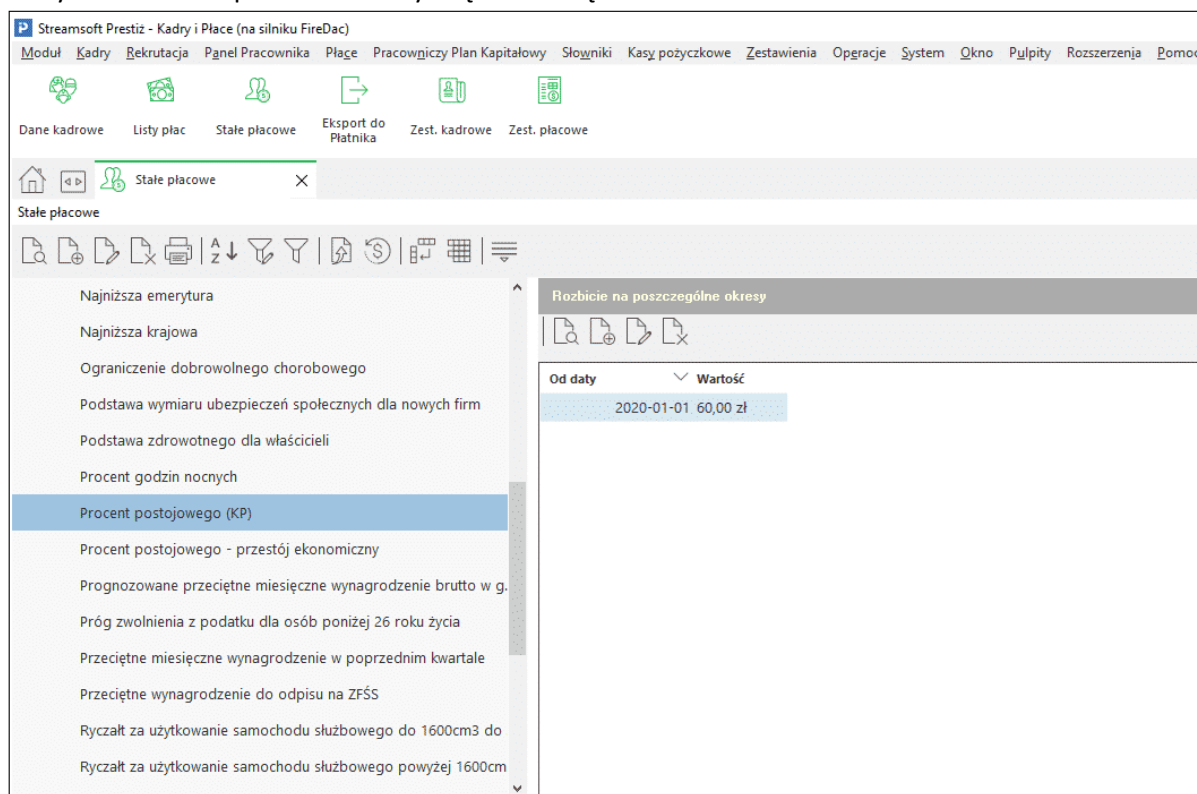 Streamsoft Prestiż - Kadry i Płace (na silniku FireDac)
Moduł Kadry Rekrutacja Panel Pracownika Płace Pracowniczy Plan Kapitałowy Słowniki Kasy pożyczkowe Zestawienia Operacje System Okno Pulpity Rozszerzenia Pomoc
Dane kadrowe Listy płac Stałe płacowe Eksport do Płatnika Zest. kadrowe Zest. płacowe
Stałe płacowe
Stałe płacowe
Najniższa emerytura
Najniższa krajowa
Ograniczenie dobrowolnego chorobowego
Podstawa wymiaru ubezpieczeń społecznych dla nowych firm
Podstawa zdrowotnego dla właścicieli
Procent godzin nocnych
Procent postojowego (KP)
Procent postojowego - przestój ekonomiczny
Prognozowane przeciętne miesięczne wynagrodzenie brutto w g.
Próg zwolnienia z podatku dla osób poniżej 26 roku życia
Przeciętne miesięczne wynagrodzenie w poprzednim kwartale
Przeciętne wynagrodzenie do odpisu na ZFŚS
Ryczałt za użytkowanie samochodu służbowego do 1600cm3 do
Ryczałt za użytkowanie samochodu służbowego powyżej 1600cm
Rozbicie na poszczególne okresy
Od daty Wartość
2020-01-01 60,00 zł